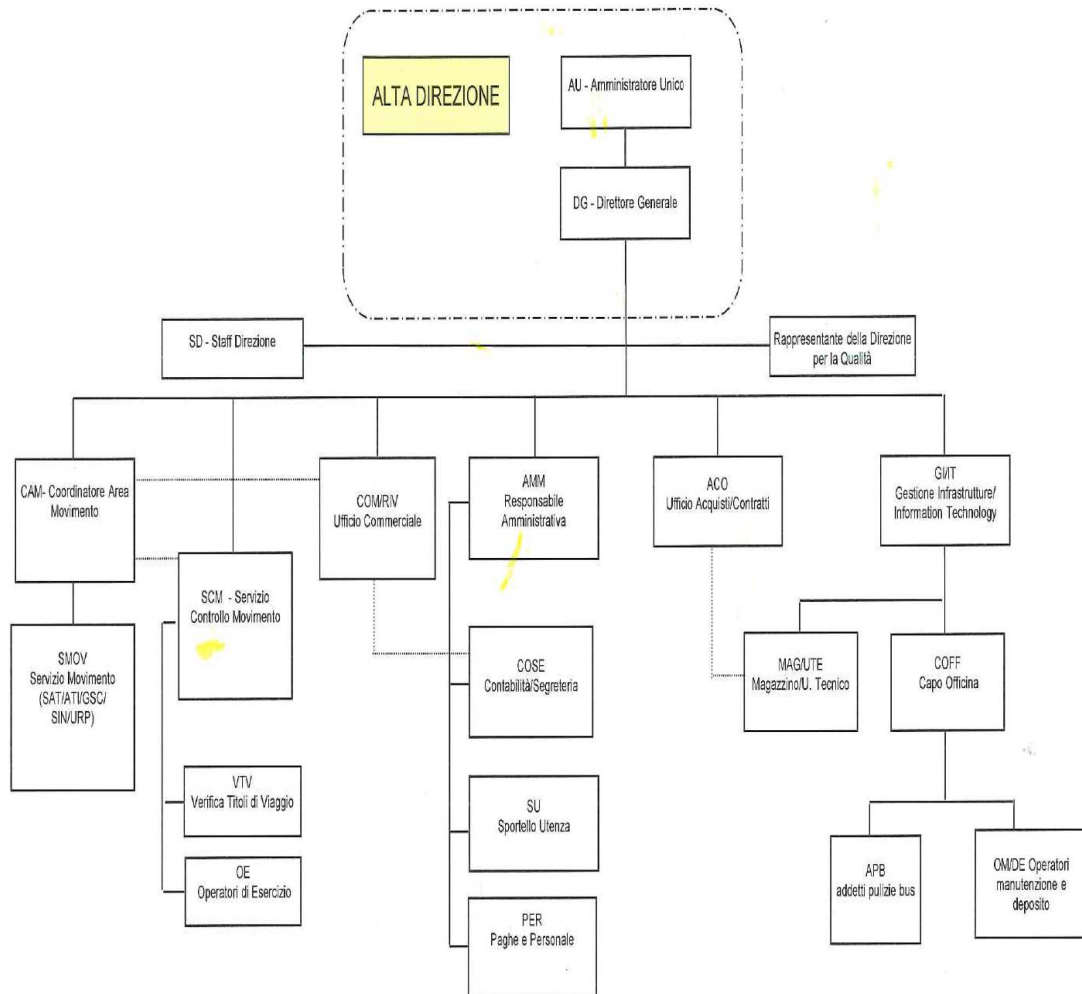 ALTA DIREZIONE
AU - Amministratore Unico
DG - Direttore Generale
SD - Staff Direzione
Rappresentante della Direzione
per la Qualità
CAM- Coordinatore Area
Movimento
COM/RIV
Ufficio Commerciale
AMM
Responsabile
Amministrativa
ACO
Ufficio Acquisti/Contratti
GI/IT
Gestione Infrastrutture/
Information Technology
SCM - Servizio
Controllo Movimento
SMOV
Servizio Movimento
(SAT/ATI/GSC/
SIN/URP)
COSE
Contabilità/Segreteria
MAG/UTE
Magazzino/U. Tecnico
COFF
Capo Officina
VTV
Verifica Titoli di Viaggio
SU
Sportello Utenza
OE
Operatori di Esercizio
APB
addetti pulizie bus
OM/DE Operatori
manutenzione e
deposito
PER
Paghe e Personale